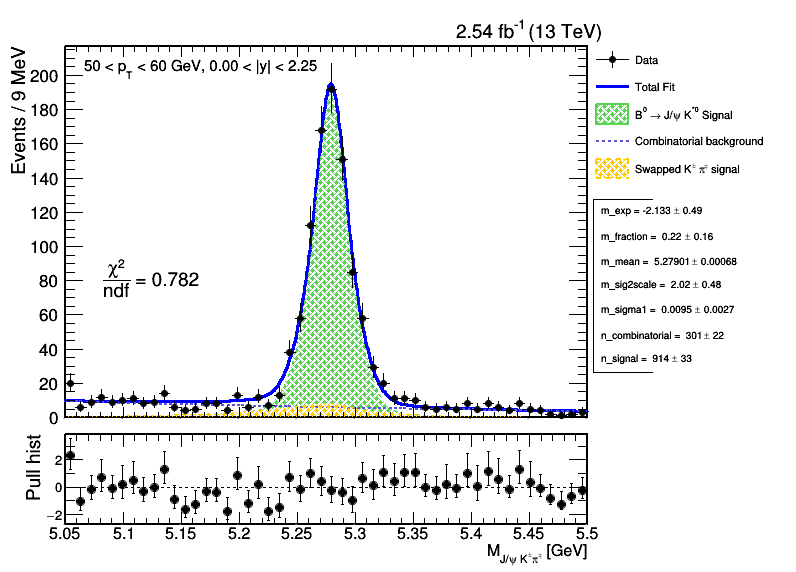 2.54 fb⁻¹ (13 TeV)
Events / 9 MeV
50 < p_T < 60 GeV, 0.00 < |y| < 2.25
200
180
160
140
120
100
80
60
40
20
0
χ²/ndf = 0.782
Data
Total Fit
B⁰ → J/ψ K*⁰ Signal
Combinatorial background
Swapped K± π∓ signal
m_exp = -2.133 ± 0.49
m_fraction = 0.22 ± 0.16
m_mean = 5.27901 ± 0.00068
m_sig2scale = 2.02 ± 0.48
m_sigma1 = 0.0095 ± 0.0027
n_combinatorial = 301 ± 22
n_signal = 914 ± 33
Pull hist
2
0
−2
5.05 5.1 5.15 5.2 5.25 5.3 5.35 5.4 5.45 5.5
M_J/ψ K± π∓ [GeV]